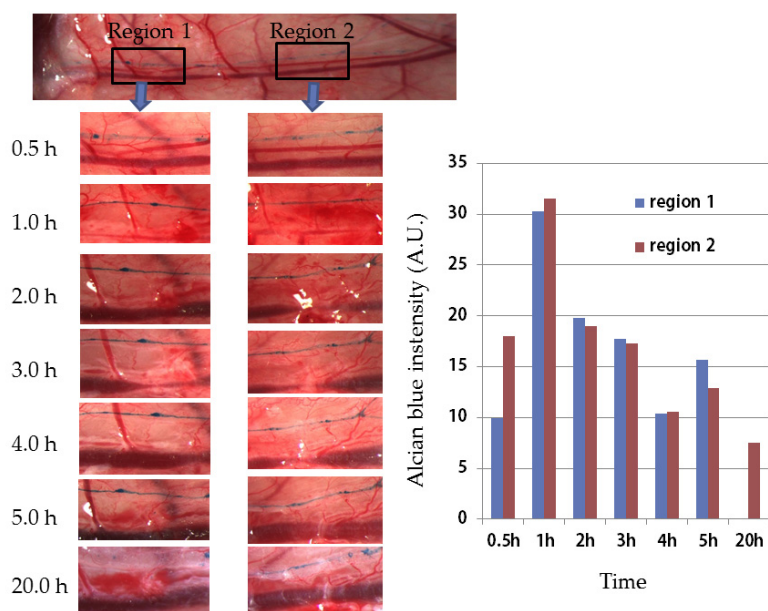 Region 1
Region 2
0.5 h
1.0 h
2.0 h
3.0 h
4.0 h
5.0 h
20.0 h
Alcian blue instensity (A.U.)
35
30
25
20
15
10
5
0
region 1
region 2
0.5h 1h 2h 3h 4h 5h 20h
Time